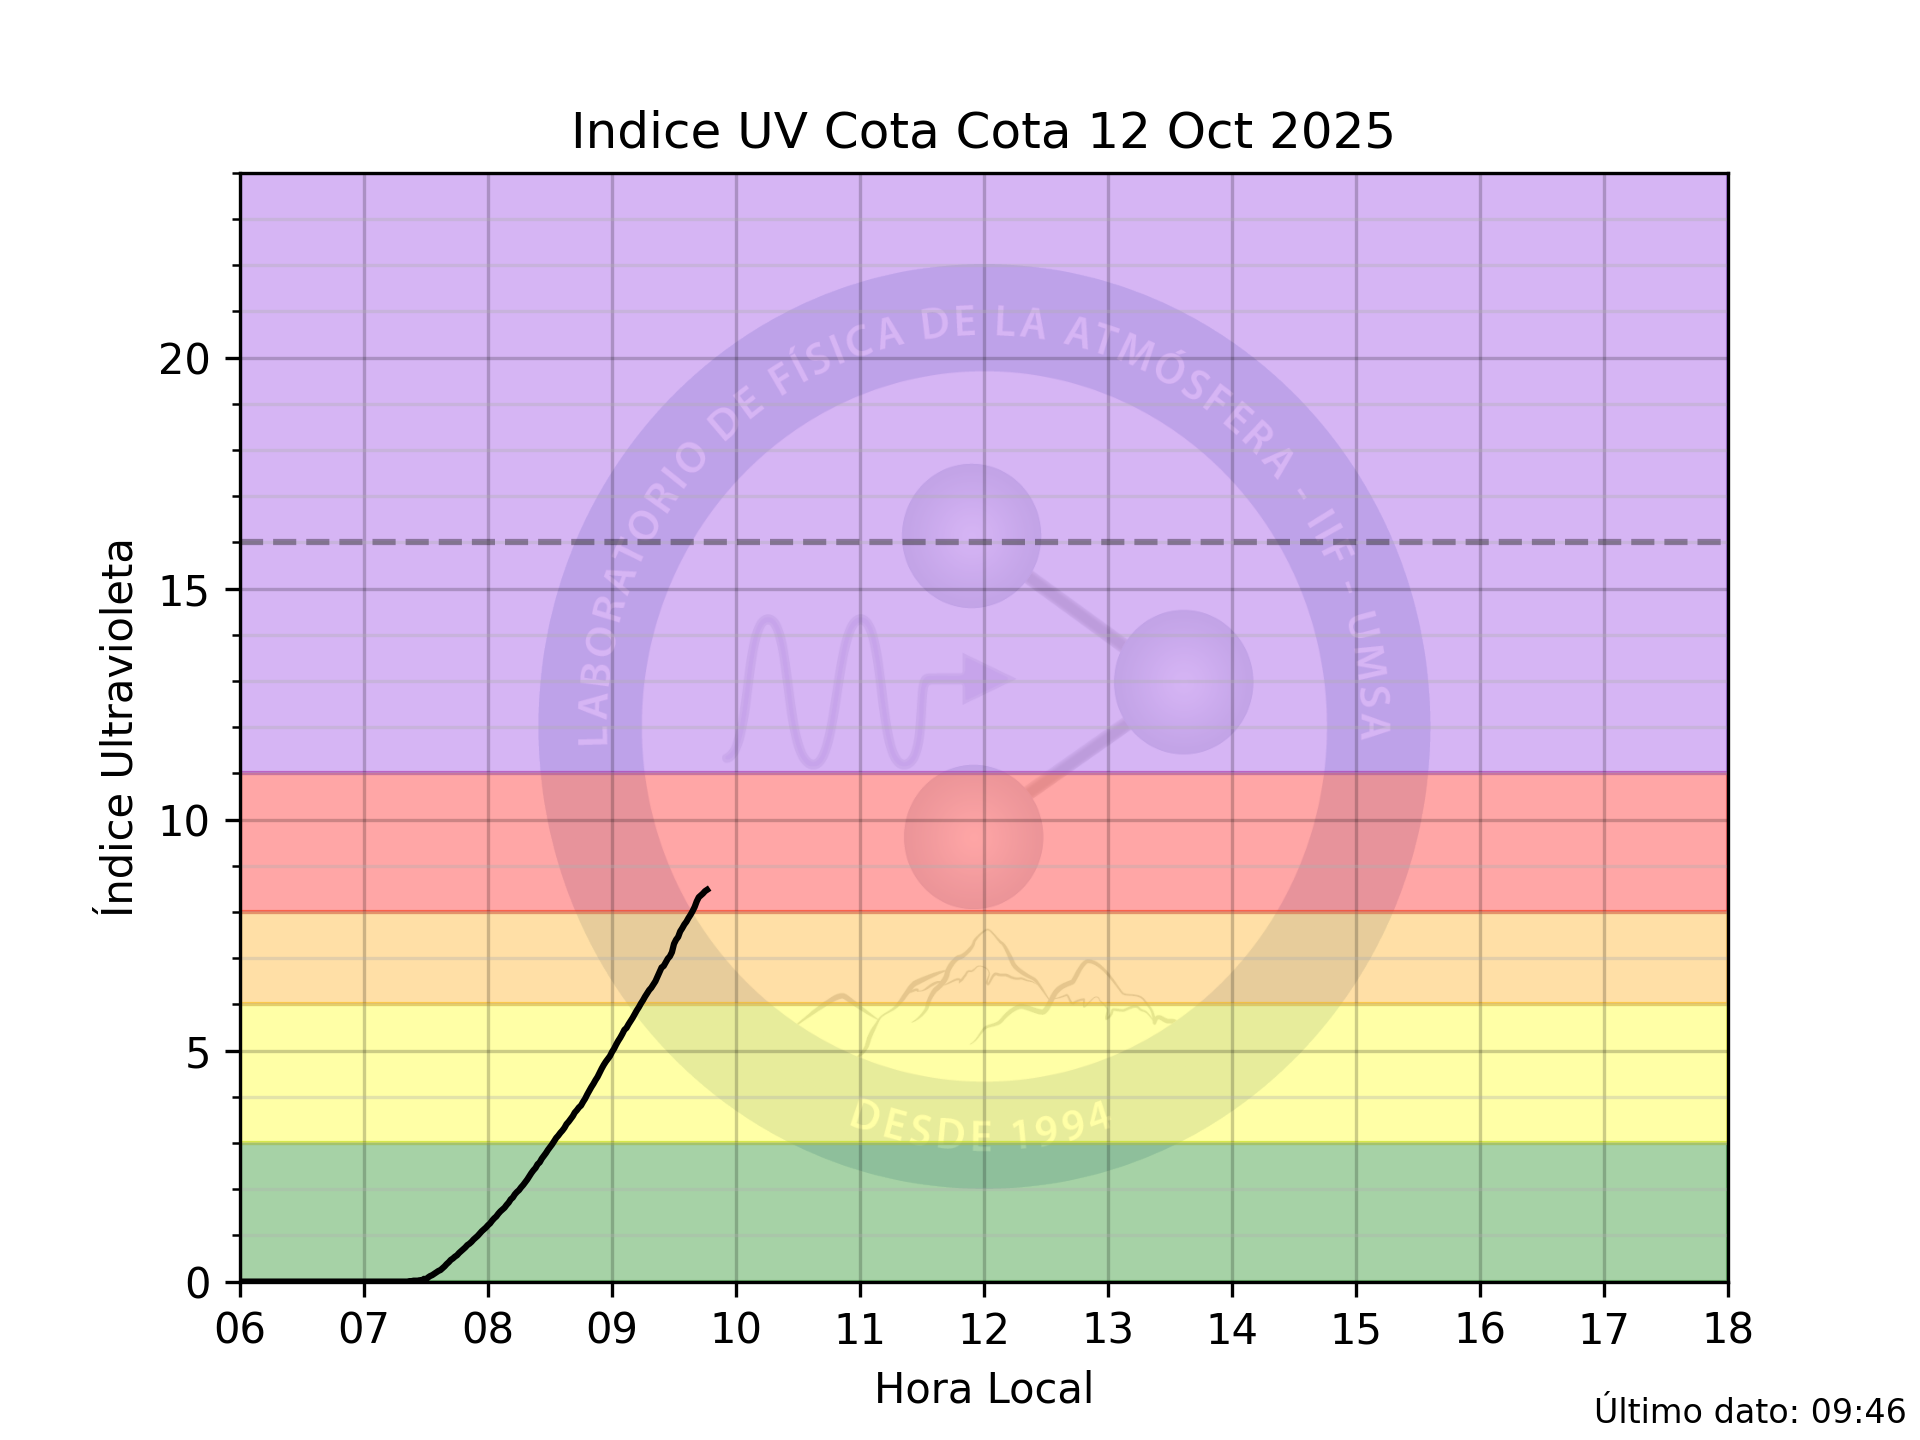 Indice UV Cota Cota 12 Oct 2025
Índice Ultravioleta
20
15
10
5
0
LABORATORIO DE FÍSICA DE LA ATMÓSFERA - IIF - UMSA
DESDE 1994
06 07 08 09 10 11 12 13 14 15 16 17 18
Hora Local
Último dato: 09:46